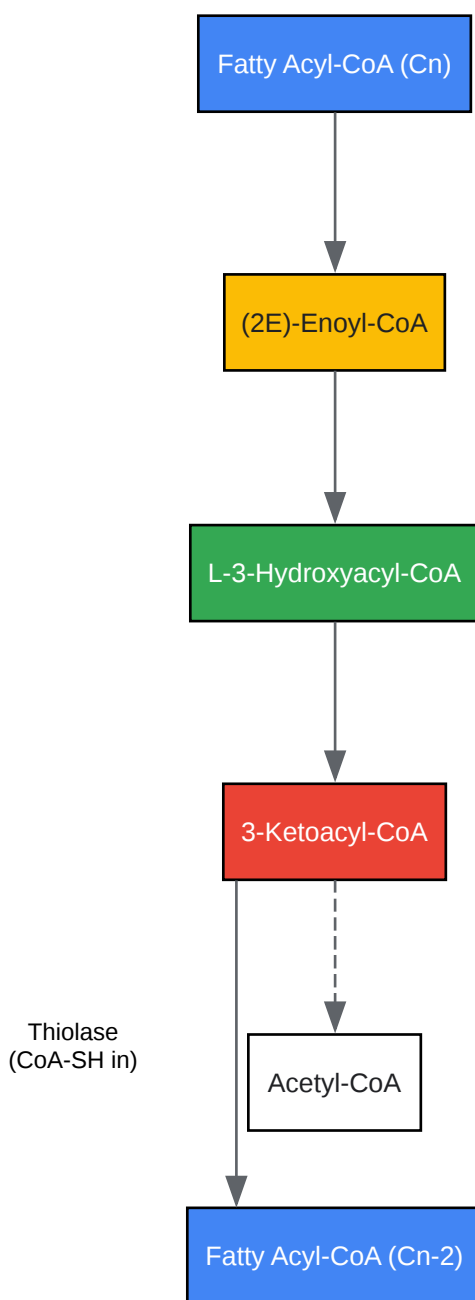 Fatty Acyl-CoA (Cn)
(2E)-Enoyl-CoA
L-3-Hydroxyacyl-CoA
3-Ketoacyl-CoA
Thiolase
(CoA-SH in)
Acetyl-CoA
Fatty Acyl-CoA (Cn-2)